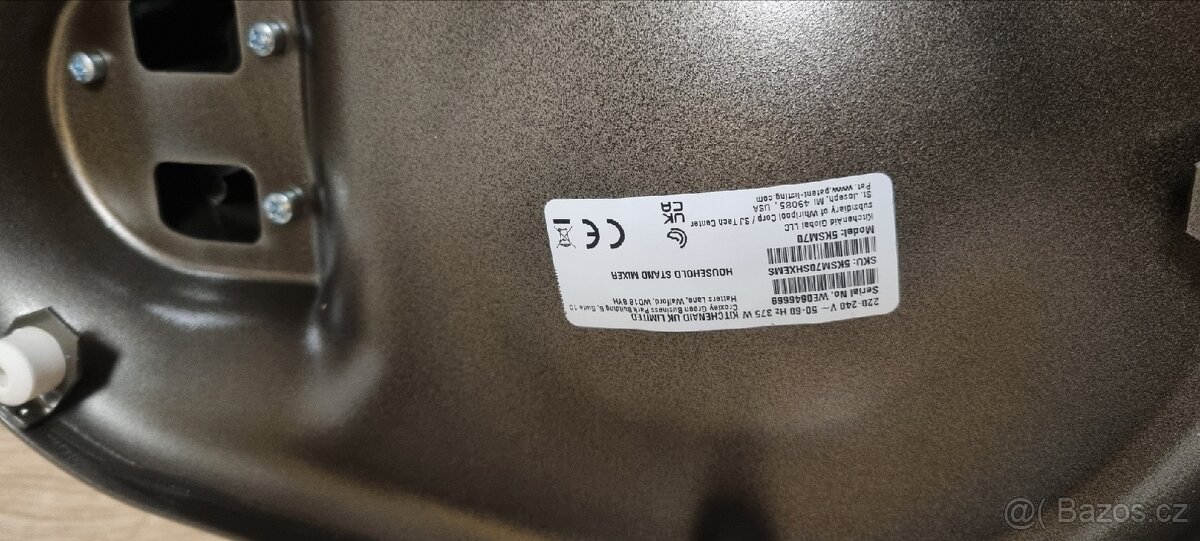 220-240 V ~ 50-60 Hz 375 W
Serial No. WE0646669
SKU: 5KSM70SHXEMS
Model: 5KSM70
KitchenAid Global LLC
subsidiary of Whirlpool Corp / SJ Tech Center
St. Joseph, MI 49085, USA
Pat. www.patent-listing.com
KITCHENAID UK LIMITED
Croxley Green Business Park Building 6, Suite 10
Hatters Lane, Watford, WD18 8YH
HOUSEHOLD STAND MIXER
CE
UK
CA
@( Bazos.cz